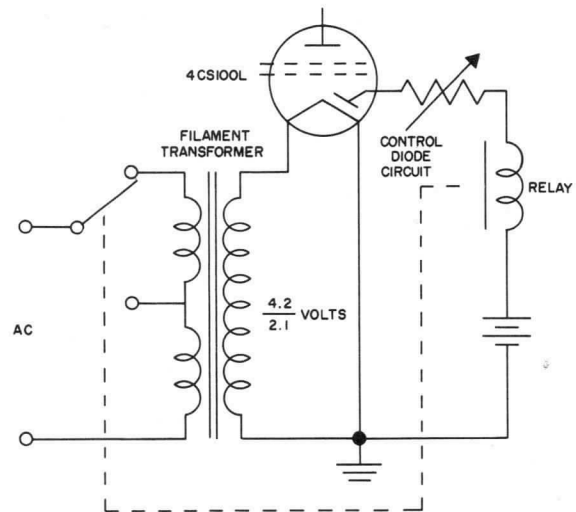 4CS100L
FILAMENT
TRANSFORMER
CONTROL
DIODE
CIRCUIT
RELAY
4.2
2.1
VOLTS
AC